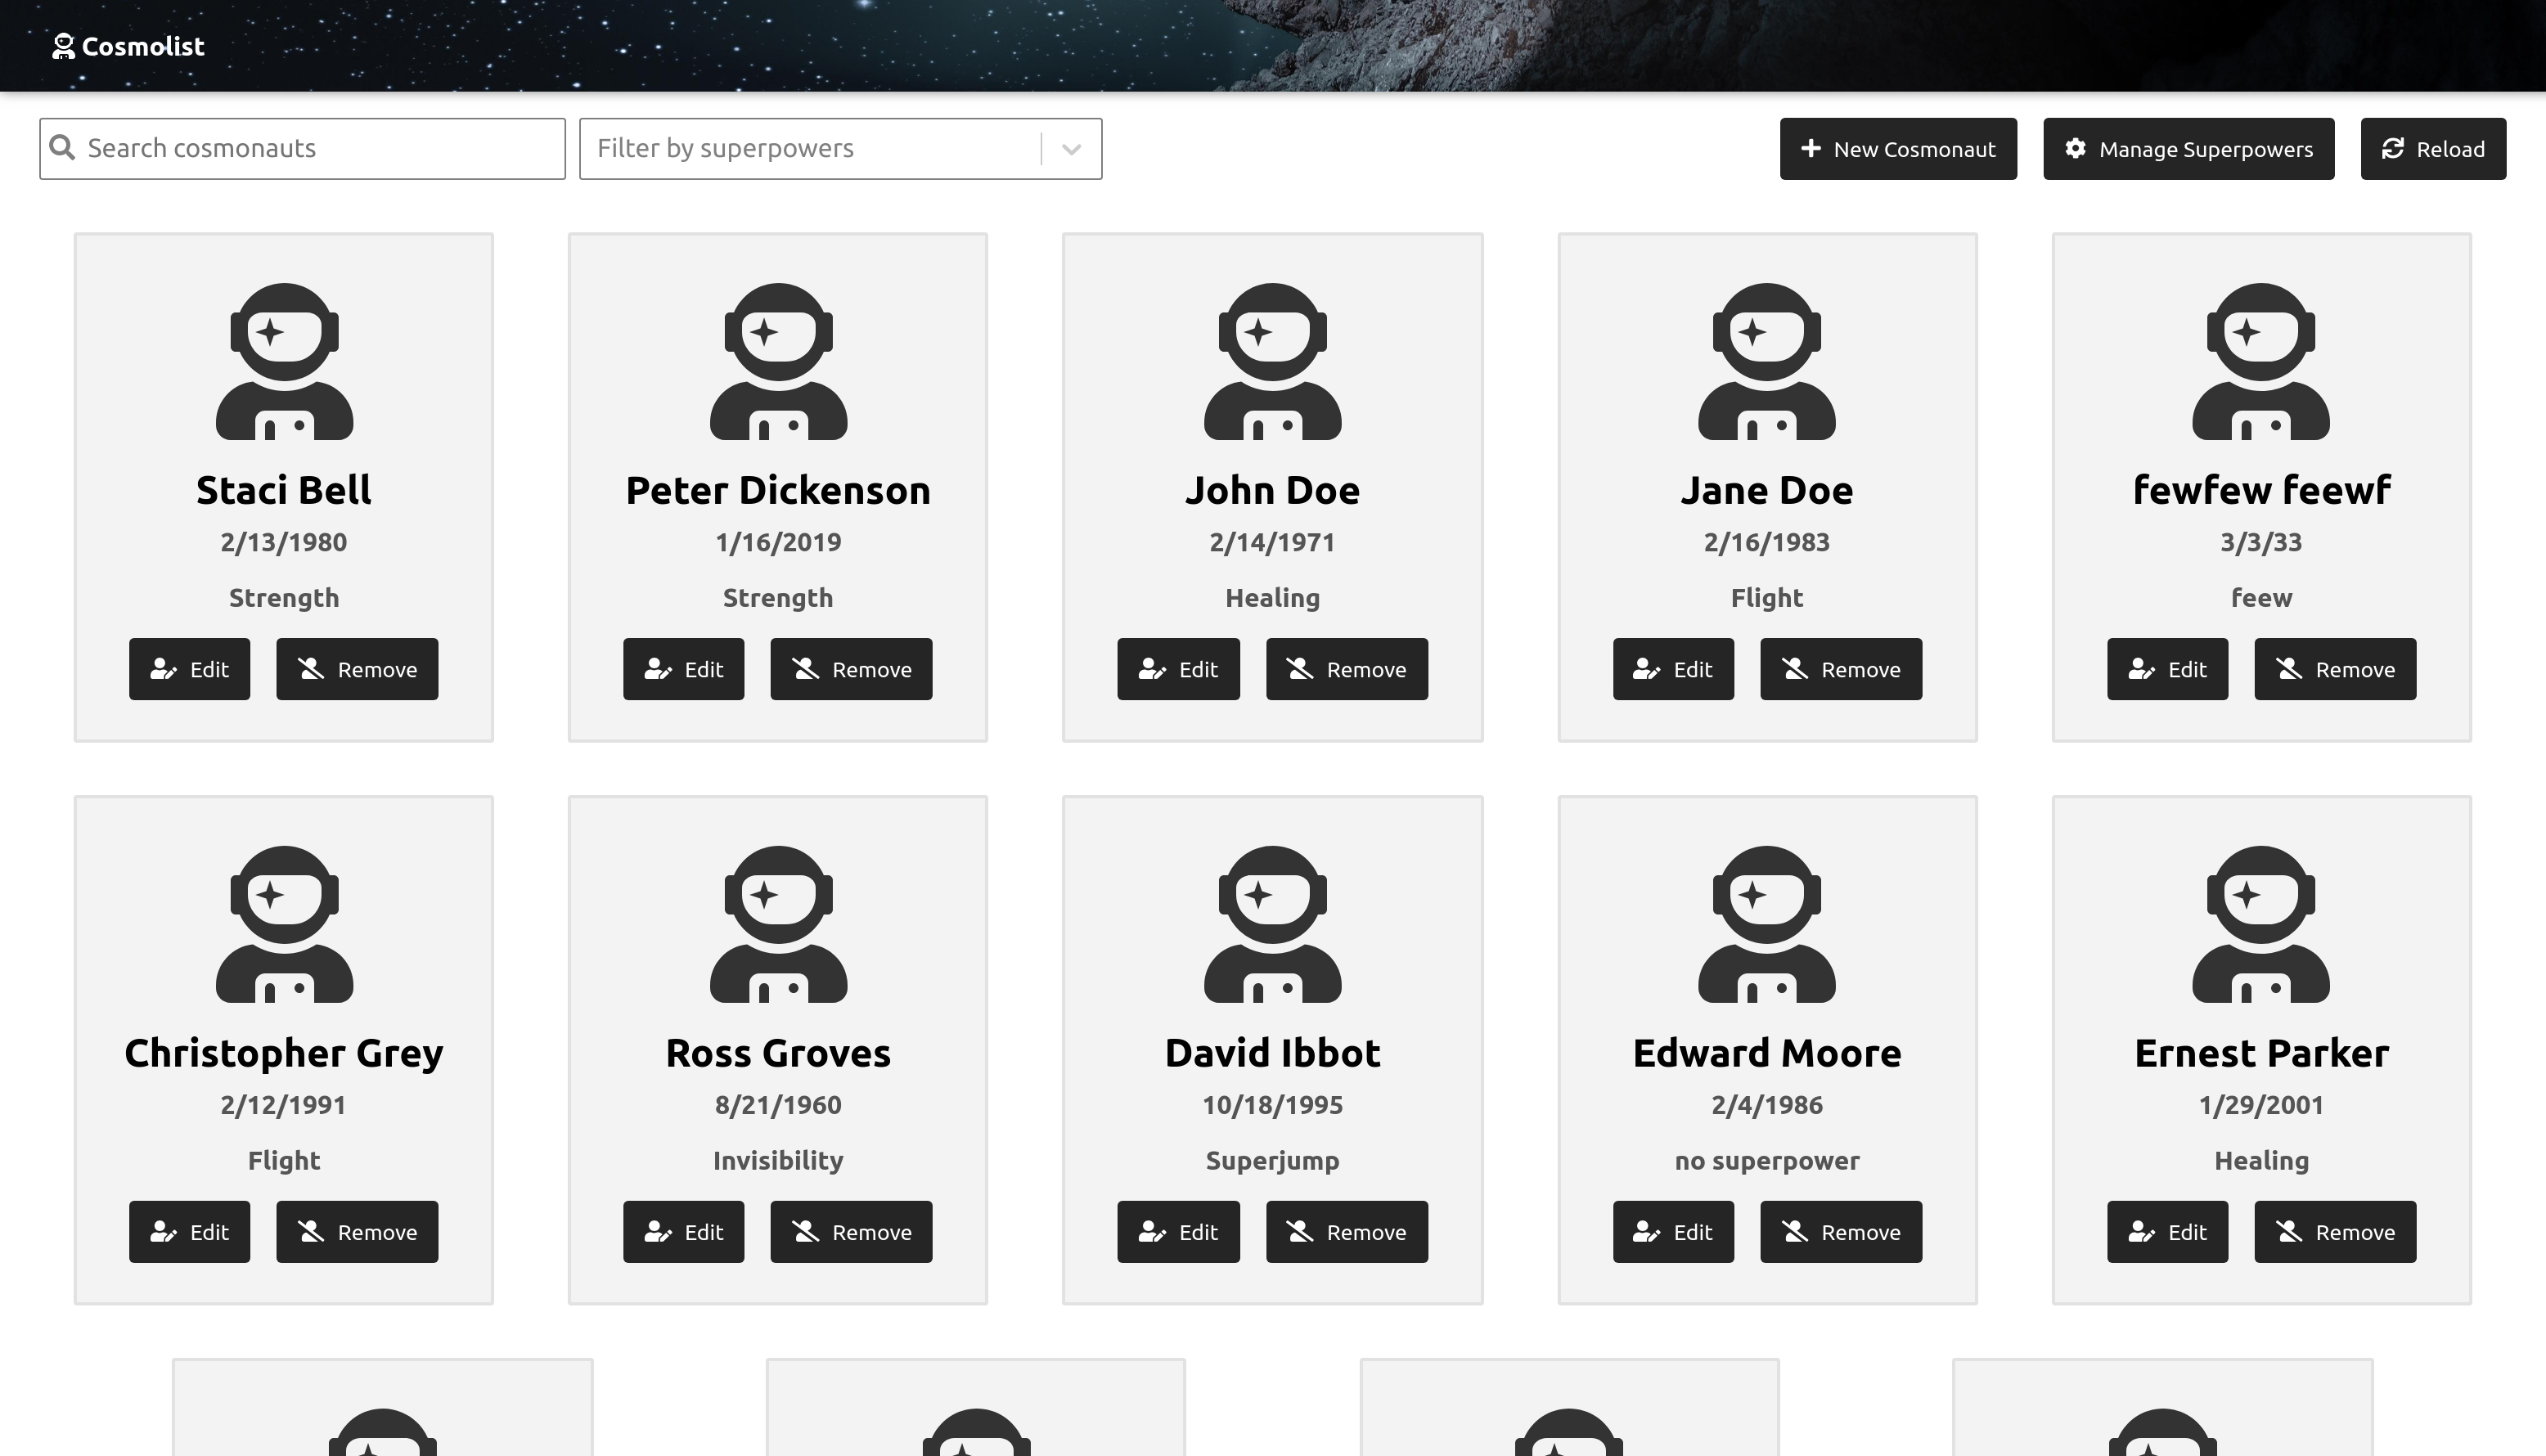 Cosmolist
Search cosmonauts
Filter by superpowers
New Cosmonaut
Manage Superpowers
Reload
Staci Bell
2/13/1980
Strength
Edit
Remove
Peter Dickenson
1/16/2019
Strength
Edit
Remove
John Doe
2/14/1971
Healing
Edit
Remove
Jane Doe
2/16/1983
Flight
Edit
Remove
fewfew feewf
3/3/33
feew
Edit
Remove
Christopher Grey
2/12/1991
Flight
Edit
Remove
Ross Groves
8/21/1960
Invisibility
Edit
Remove
David Ibbot
10/18/1995
Superjump
Edit
Remove
Edward Moore
2/4/1986
no superpower
Edit
Remove
Ernest Parker
1/29/2001
Healing
Edit
Remove